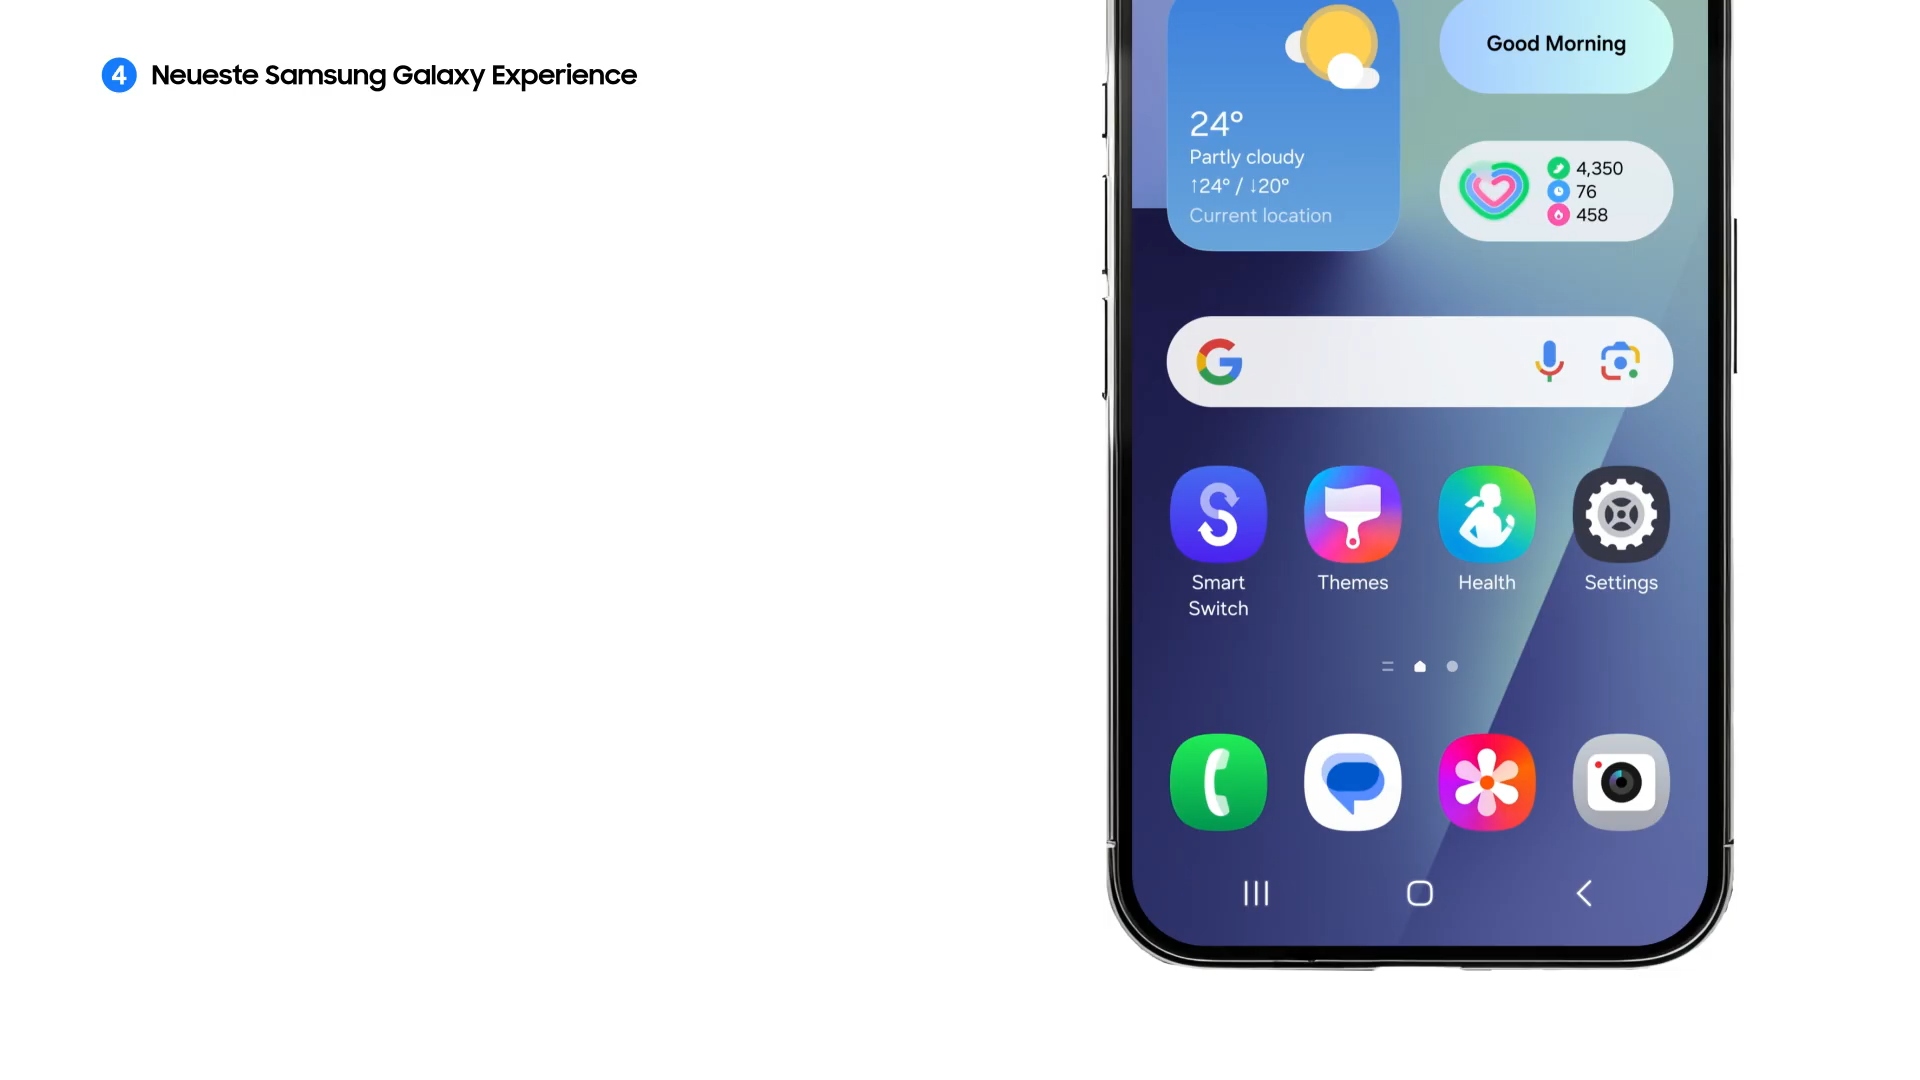 4 Neueste Samsung Galaxy Experience
Good Morning
24°
Partly cloudy
↑24° / ↓20°
Current location
4,350
76
458
Smart
Switch
Themes
Health
Settings